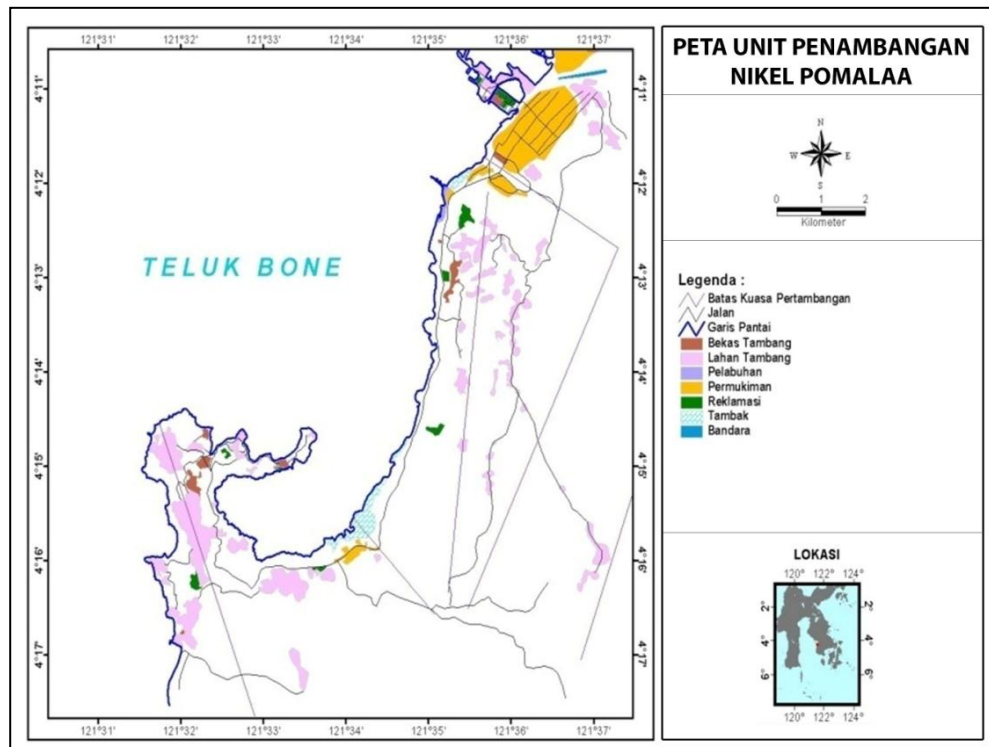 121°31' 121°32' 121°33' 121°34' 121°35' 121°36' 121°37'
4°11' 4°11'
4°12' 4°12'
4°13' 4°13'
4°14' 4°14'
4°15' 4°15'
4°16' 4°16'
4°17' 4°17'
121°31' 121°32' 121°33' 121°34' 121°35' 121°36' 121°37'
TELUK BONE
PETA UNIT PENAMBANGAN
NIKEL POMALAA
N
W E
S
0 1 2
Kilometer
Legenda :
Batas Kuasa Pertambangan
Jalan
Garis Pantai
Bekas Tambang
Lahan Tambang
Pelabuhan
Permukiman
Reklamasi
Tambak
Bandara
LOKASI
120° 122° 124°
2° 2°
4° 4°
6° 6°
120° 122° 124°